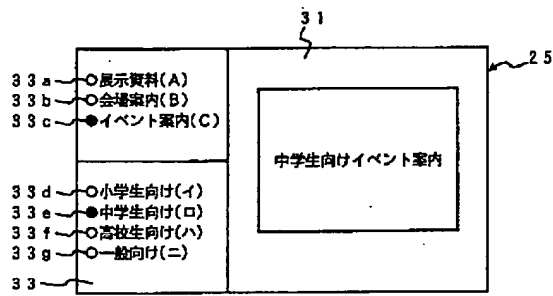 31
25
33a ○展示資料(A)
33b ○会場案内(B)
33c ●イベント案内(C)
中学生向けイベント案内
33d ○小学生向け(イ)
33e ●中学生向け(ロ)
33f ○高校生向け(ハ)
33g ○一般向け(ニ)
33